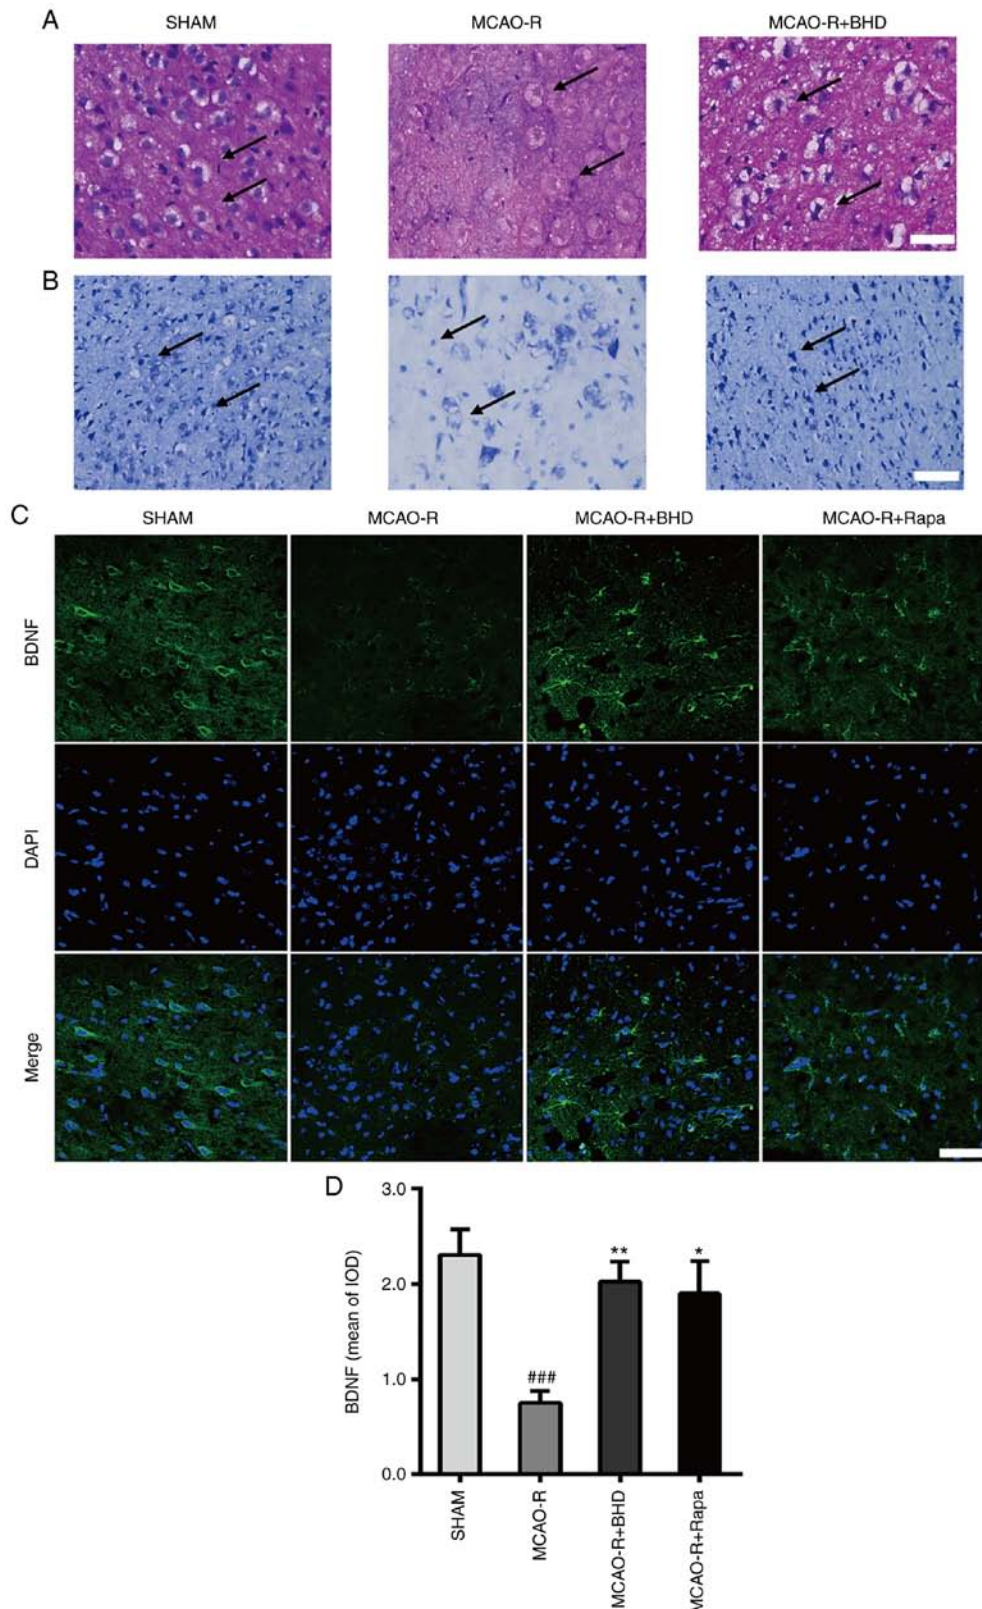 A
SHAM MCAO-R MCAO-R+BHD
B
C
SHAM MCAO-R MCAO-R+BHD MCAO-R+Rapa
BDNF
DAPI
Merge
D
BDNF (mean of IOD)
3.0
2.0
1.0
0.0
###
**
*
SHAM
MCAO-R
MCAO-R+BHD
MCAO-R+Rapa